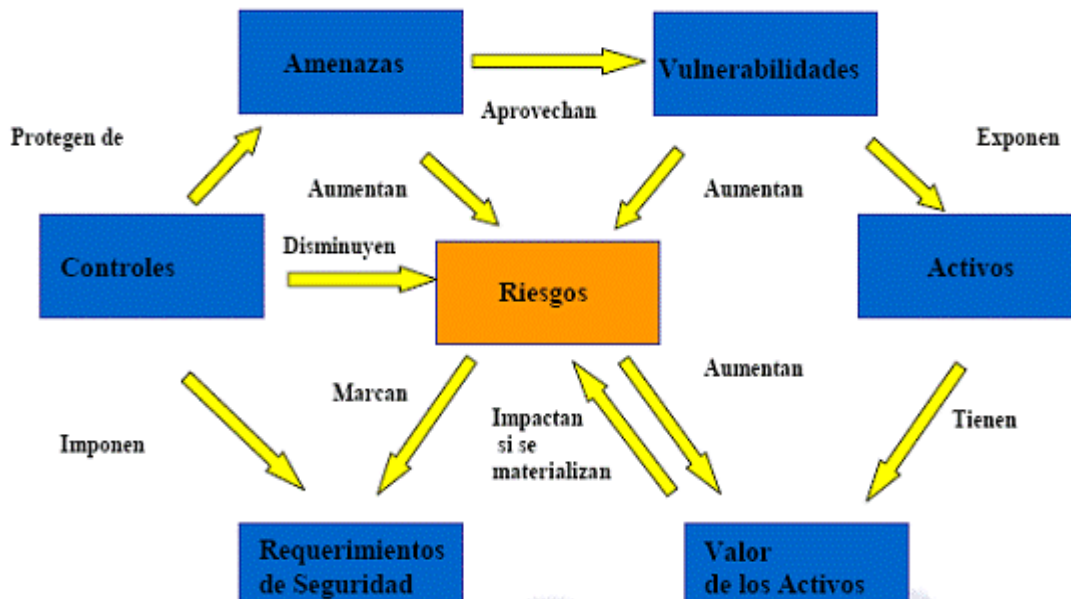 Amenazas
Vulnerabilidades
Aprovechan
Protegen de
Exponen
Aumentan
Aumentan
Disminuyen
Controles
Riesgos
Activos
Marcan
Aumentan
Impactan
si se
materializan
Imponen
Tienen
Requerimientos
de Seguridad
Valor
de los Activos